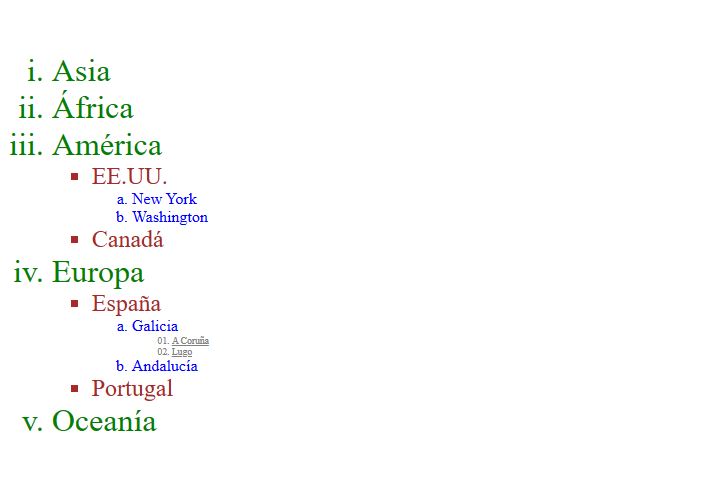 i. Asia
ii. África
iii. América
▪ EE.UU.
a. New York
b. Washington
▪ Canadá
iv. Europa
▪ España
a. Galicia
01. A Coruña
02. Lugo
b. Andalucía
▪ Portugal
v. Oceanía